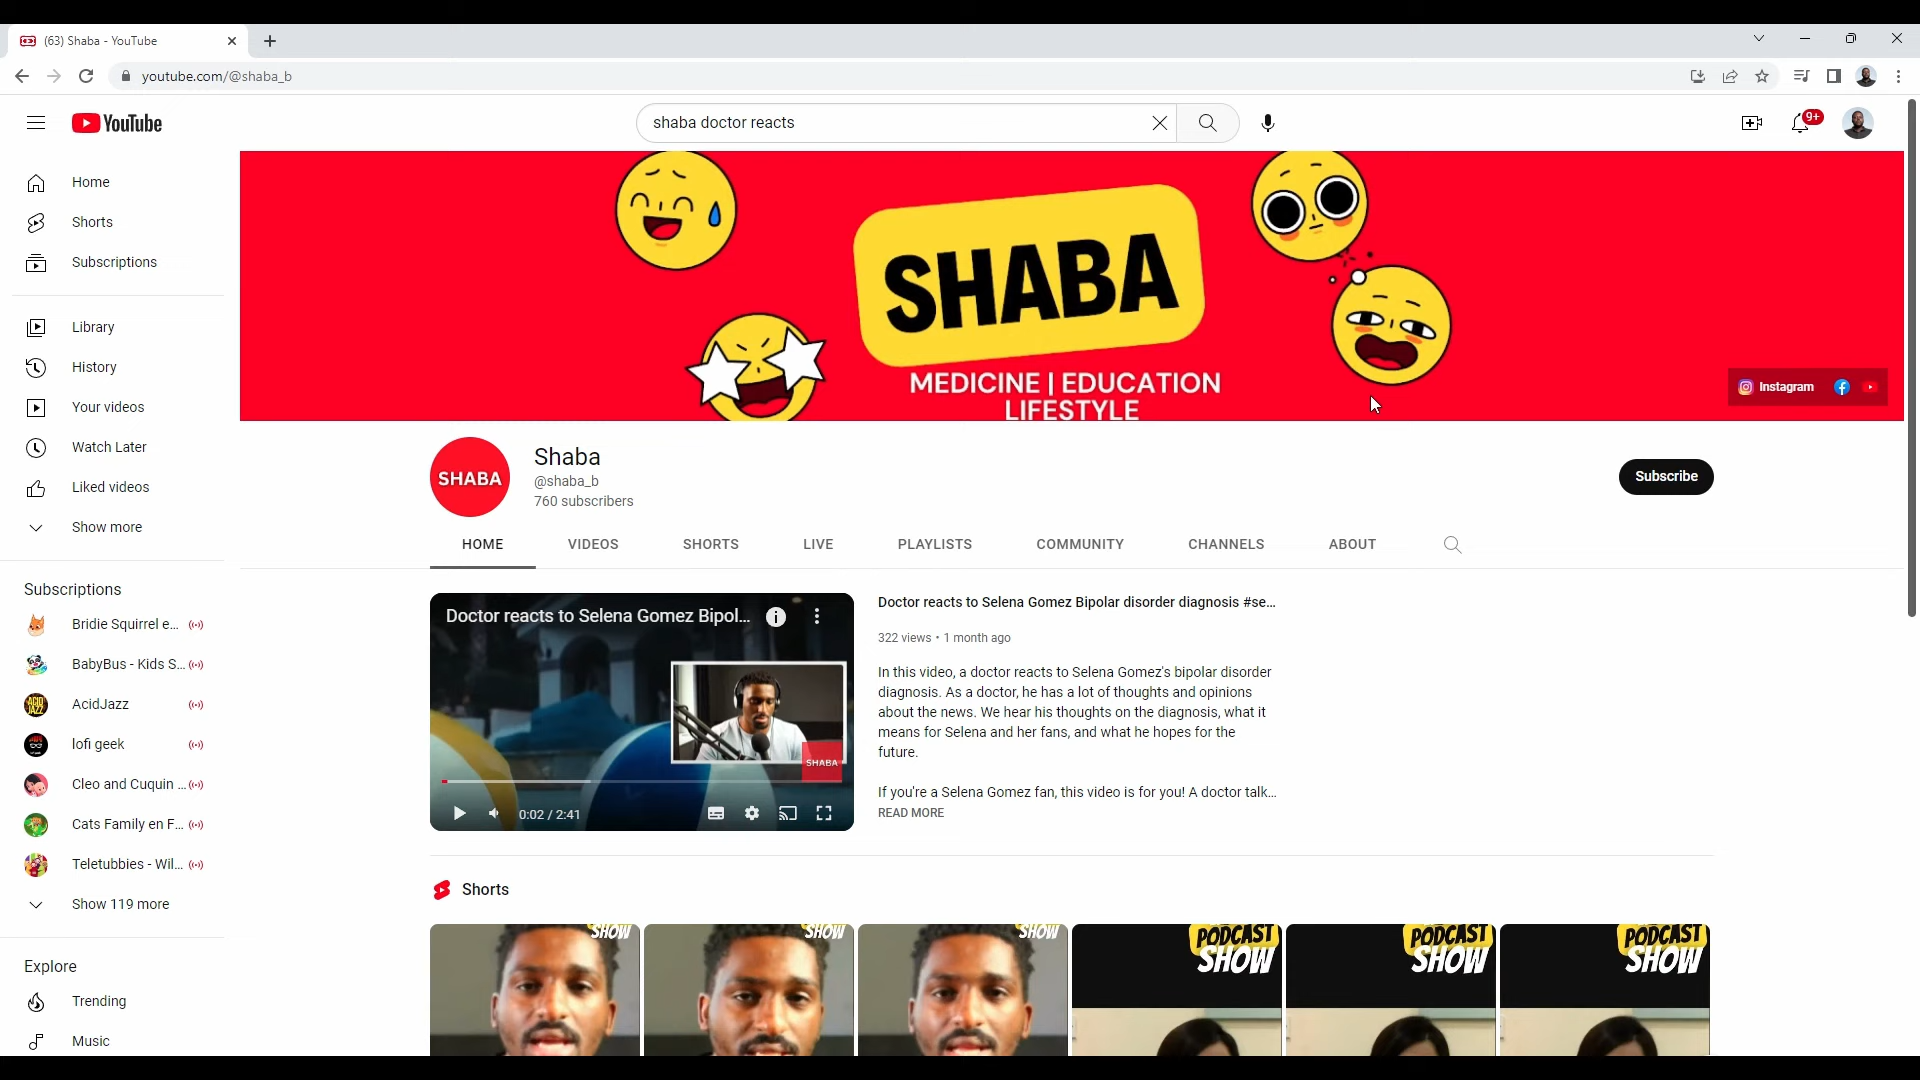 (63) Shaba - YouTube
youtube.com/@shaba_b
YouTube
shaba doctor reacts
9+
Home
Shorts
Subscriptions
Library
History
Your videos
Watch Later
Liked videos
Show more
Subscriptions
Bridie Squirrel e...
BabyBus - Kids S...
AcidJazz
lofi geek
Cleo and Cuquin ...
Cats Family en F...
Teletubbies - Wil...
Show 119 more
Explore
Trending
Music
SHABA
MEDICINE | EDUCATION
LIFESTYLE
Instagram
SHABA
Shaba
@shaba_b
760 subscribers
Subscribe
HOME
VIDEOS
SHORTS
LIVE
PLAYLISTS
COMMUNITY
CHANNELS
ABOUT
Doctor reacts to Selena Gomez Bipol...
SHABA
0:02 / 2:41
Doctor reacts to Selena Gomez Bipolar disorder diagnosis #se...
322 views • 1 month ago
In this video, a doctor reacts to Selena Gomez's bipolar disorder
diagnosis. As a doctor, he has a lot of thoughts and opinions
about the news. We hear his thoughts on the diagnosis, what it
means for Selena and her fans, and what he hopes for the
future.
If you're a Selena Gomez fan, this video is for you! A doctor talk...
READ MORE
Shorts
SHOW
SHOW
SHOW
PODCAST
SHOW
PODCAST
SHOW
PODCAST
SHOW